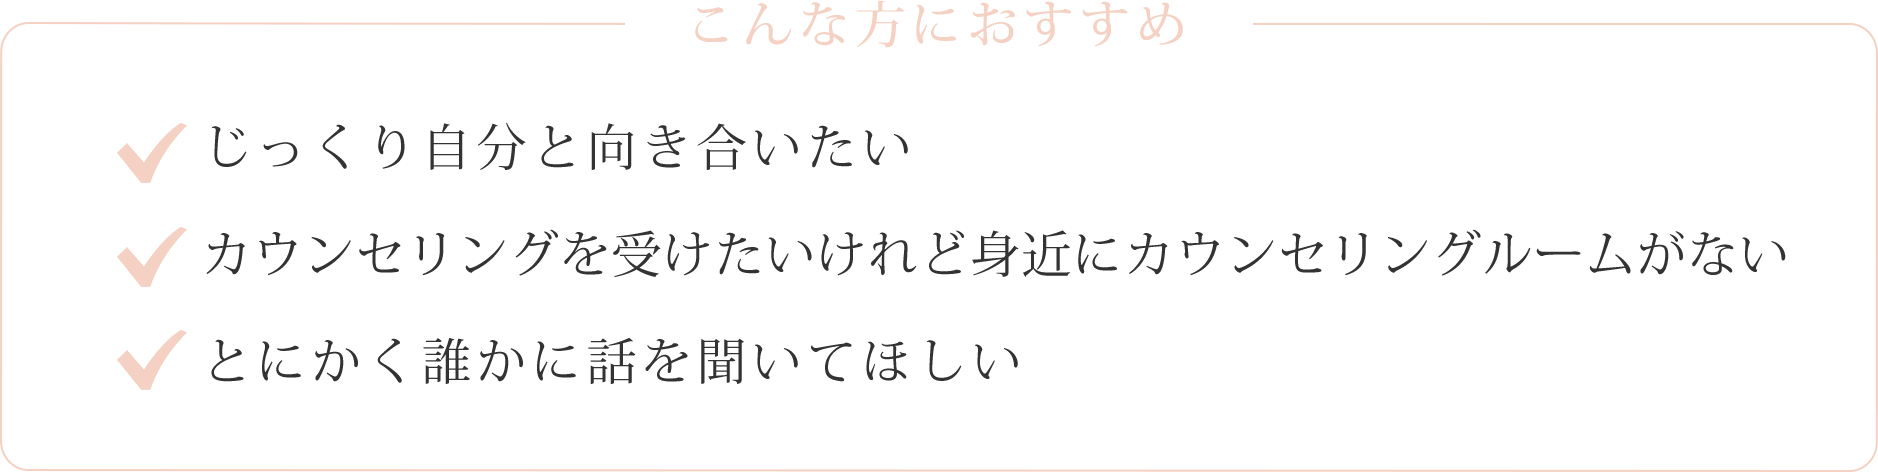 こんな方におすすめ
じっくり自分と向き合いたい
カウンセリングを受けたいけれど身近にカウンセリングルームがない
とにかく誰かに話を聞いてほしい